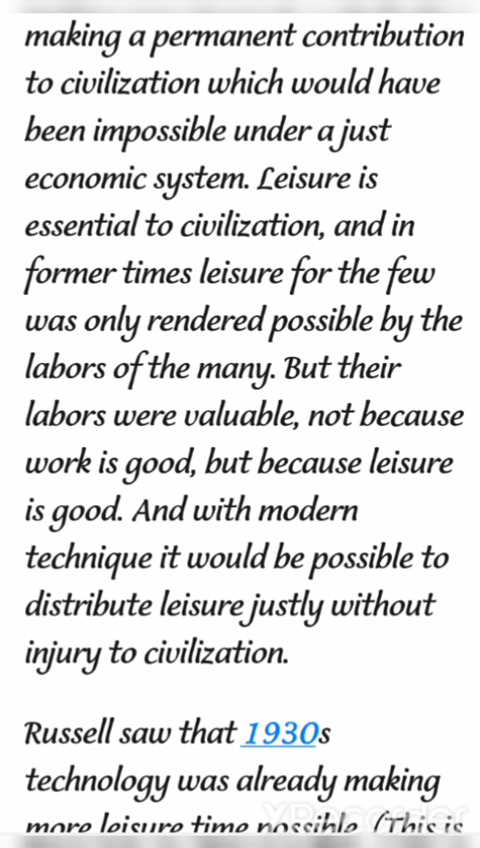 making a permanent contribution
to civilization which would have
been impossible under a just
economic system. Leisure is
essential to civilization, and in
former times leisure for the few
was only rendered possible by the
labors of the many. But their
labors were valuable, not because
work is good, but because leisure
is good. And with modern
technique it would be possible to
distribute leisure justly without
injury to civilization.
Russell saw that 1930s
technology was already making
more leisure time possible. (This is
XRecorder